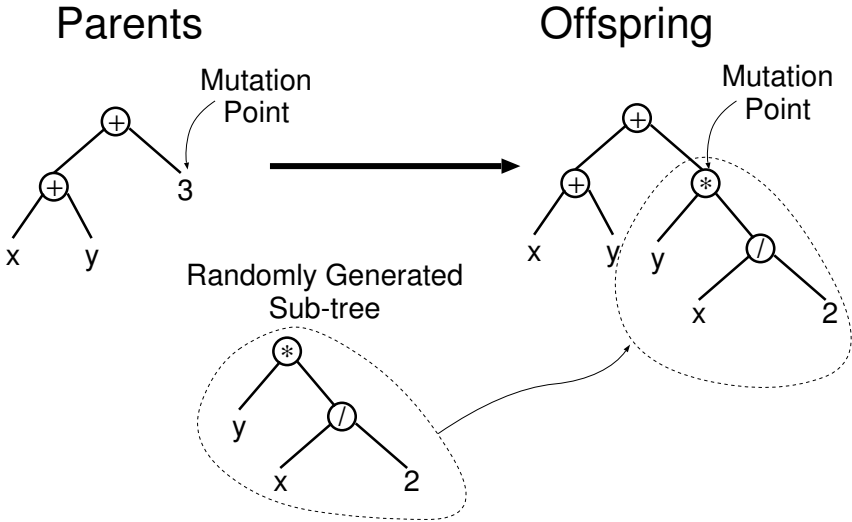 Parents
Offspring
Mutation
Point
+
+
3
x
y
Mutation
Point
+
+
*
x
y
y
/
x
2
Randomly Generated
Sub-tree
*
y
/
x
2